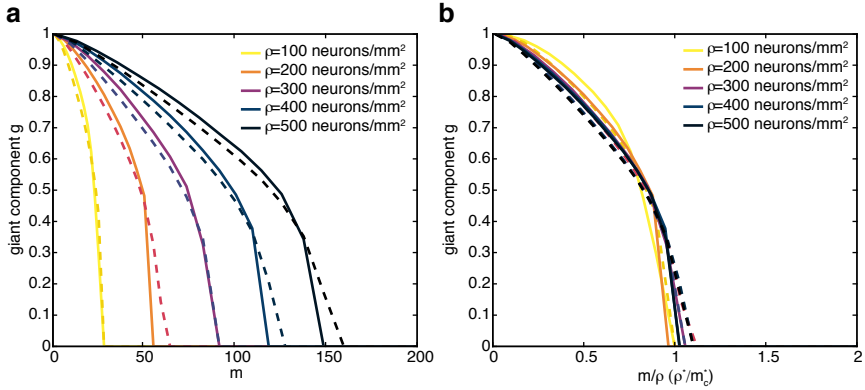 a
1
0.9
0.8
0.7
0.6
0.5
0.4
0.3
0.2
0.1
0
giant component g
ρ=100 neurons/mm²
ρ=200 neurons/mm²
ρ=300 neurons/mm²
ρ=400 neurons/mm²
ρ=500 neurons/mm²
0 50 100 150 200
m
b
1
0.9
0.8
0.7
0.6
0.5
0.4
0.3
0.2
0.1
0
giant component g
ρ=100 neurons/mm²
ρ=200 neurons/mm²
ρ=300 neurons/mm²
ρ=400 neurons/mm²
ρ=500 neurons/mm²
0 0.5 1 1.5 2
m/ρ (ρ*/m*c)